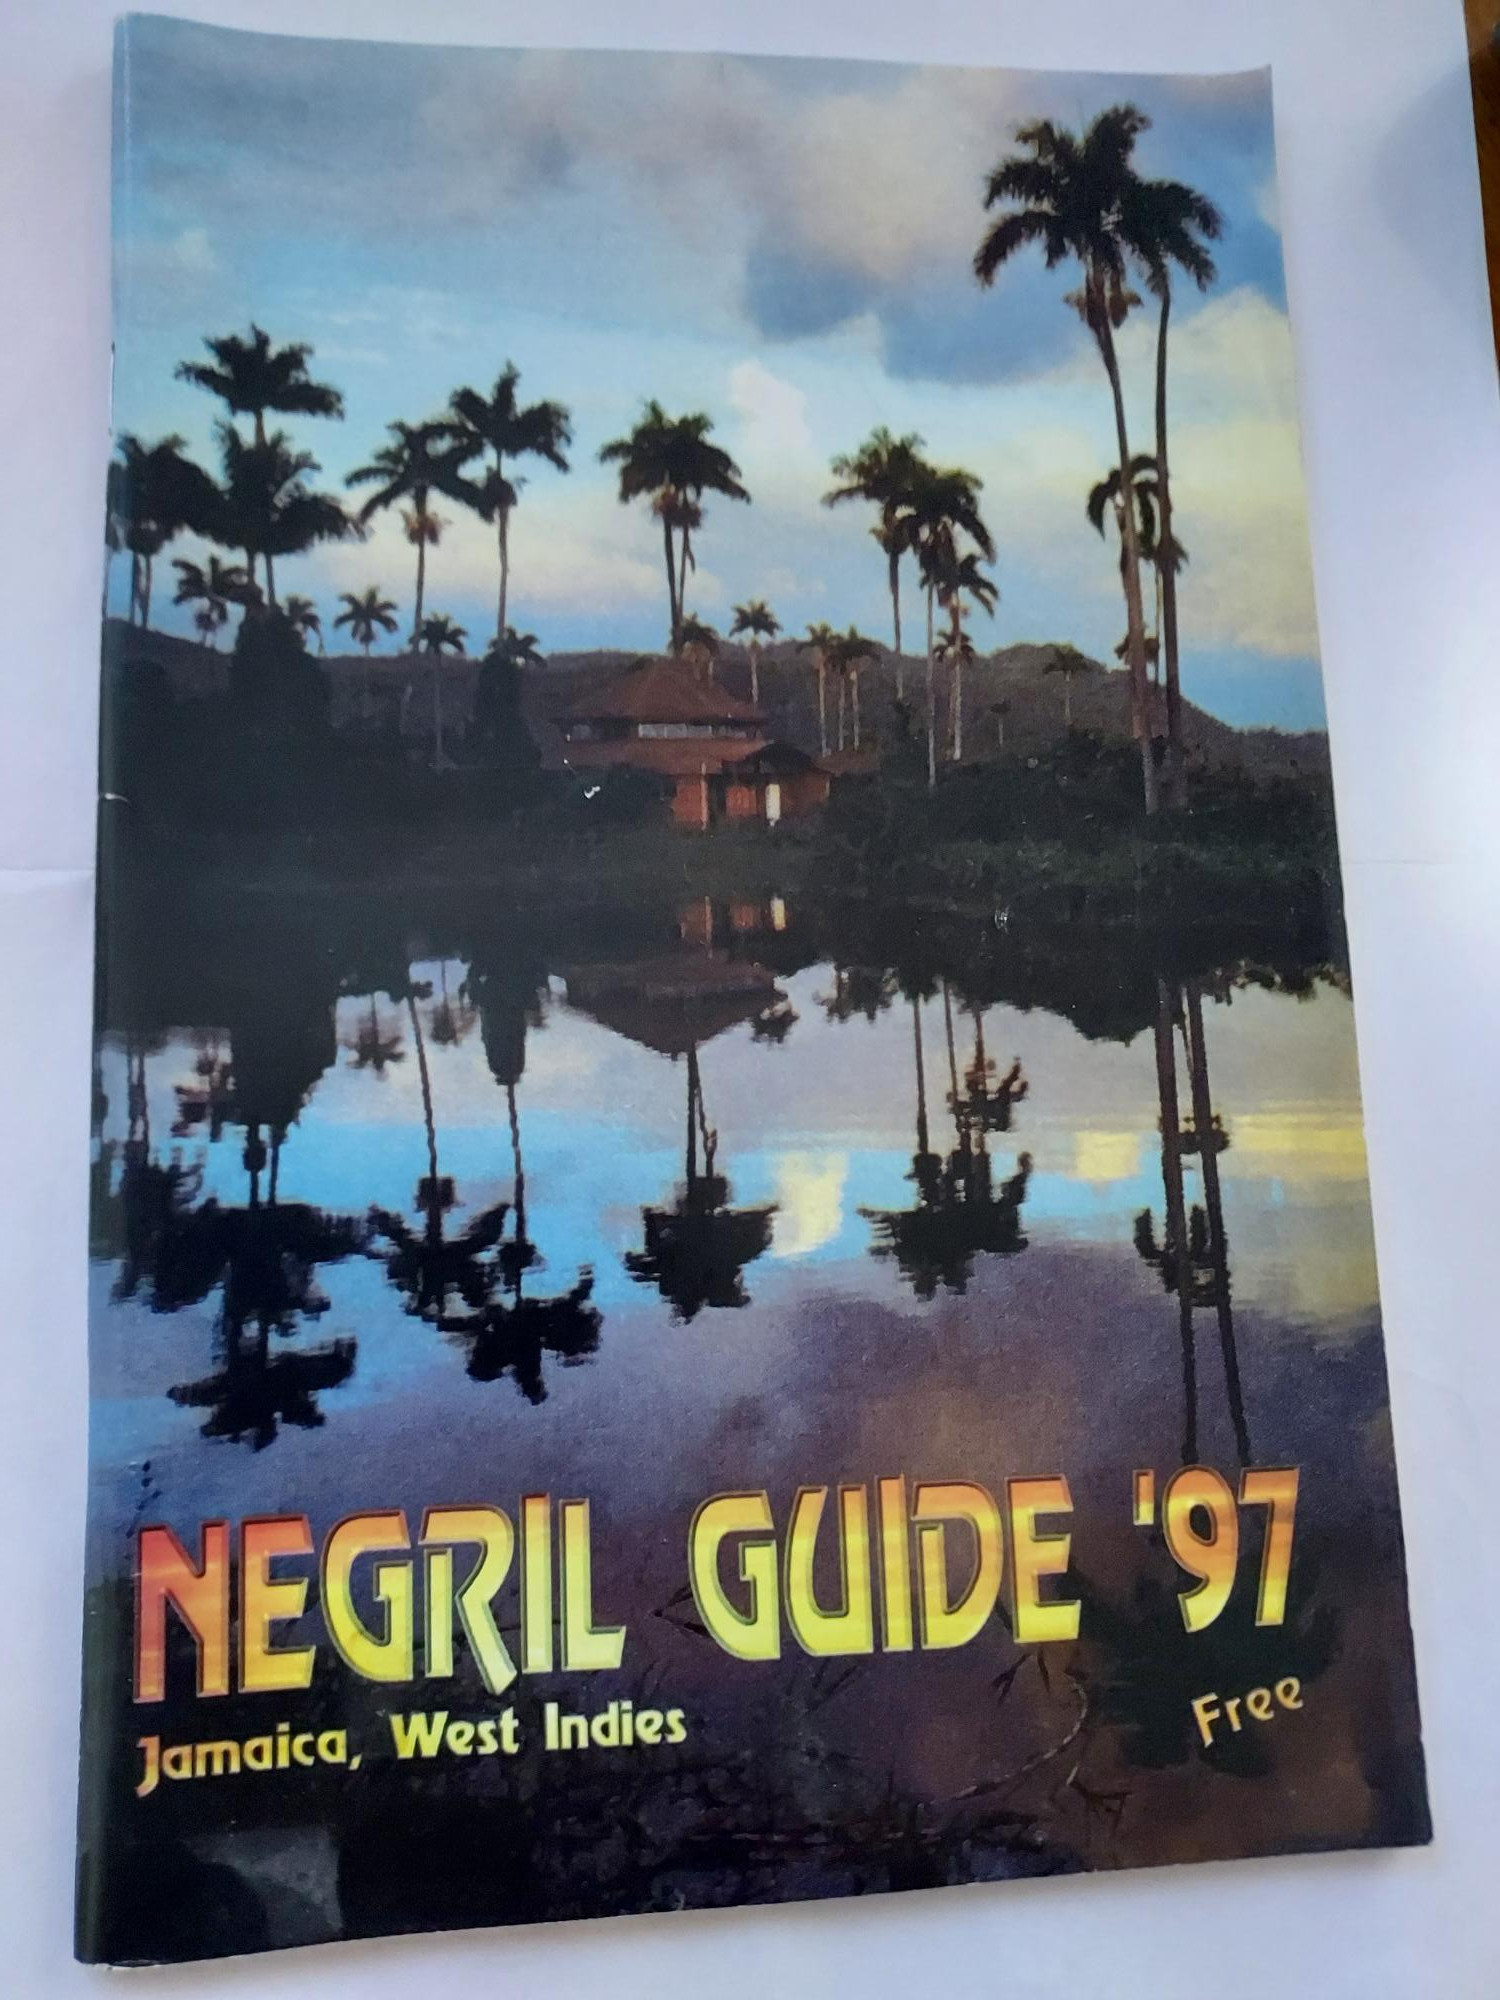 NEGRIL GUIDE '97
Jamaica, West Indies
Free